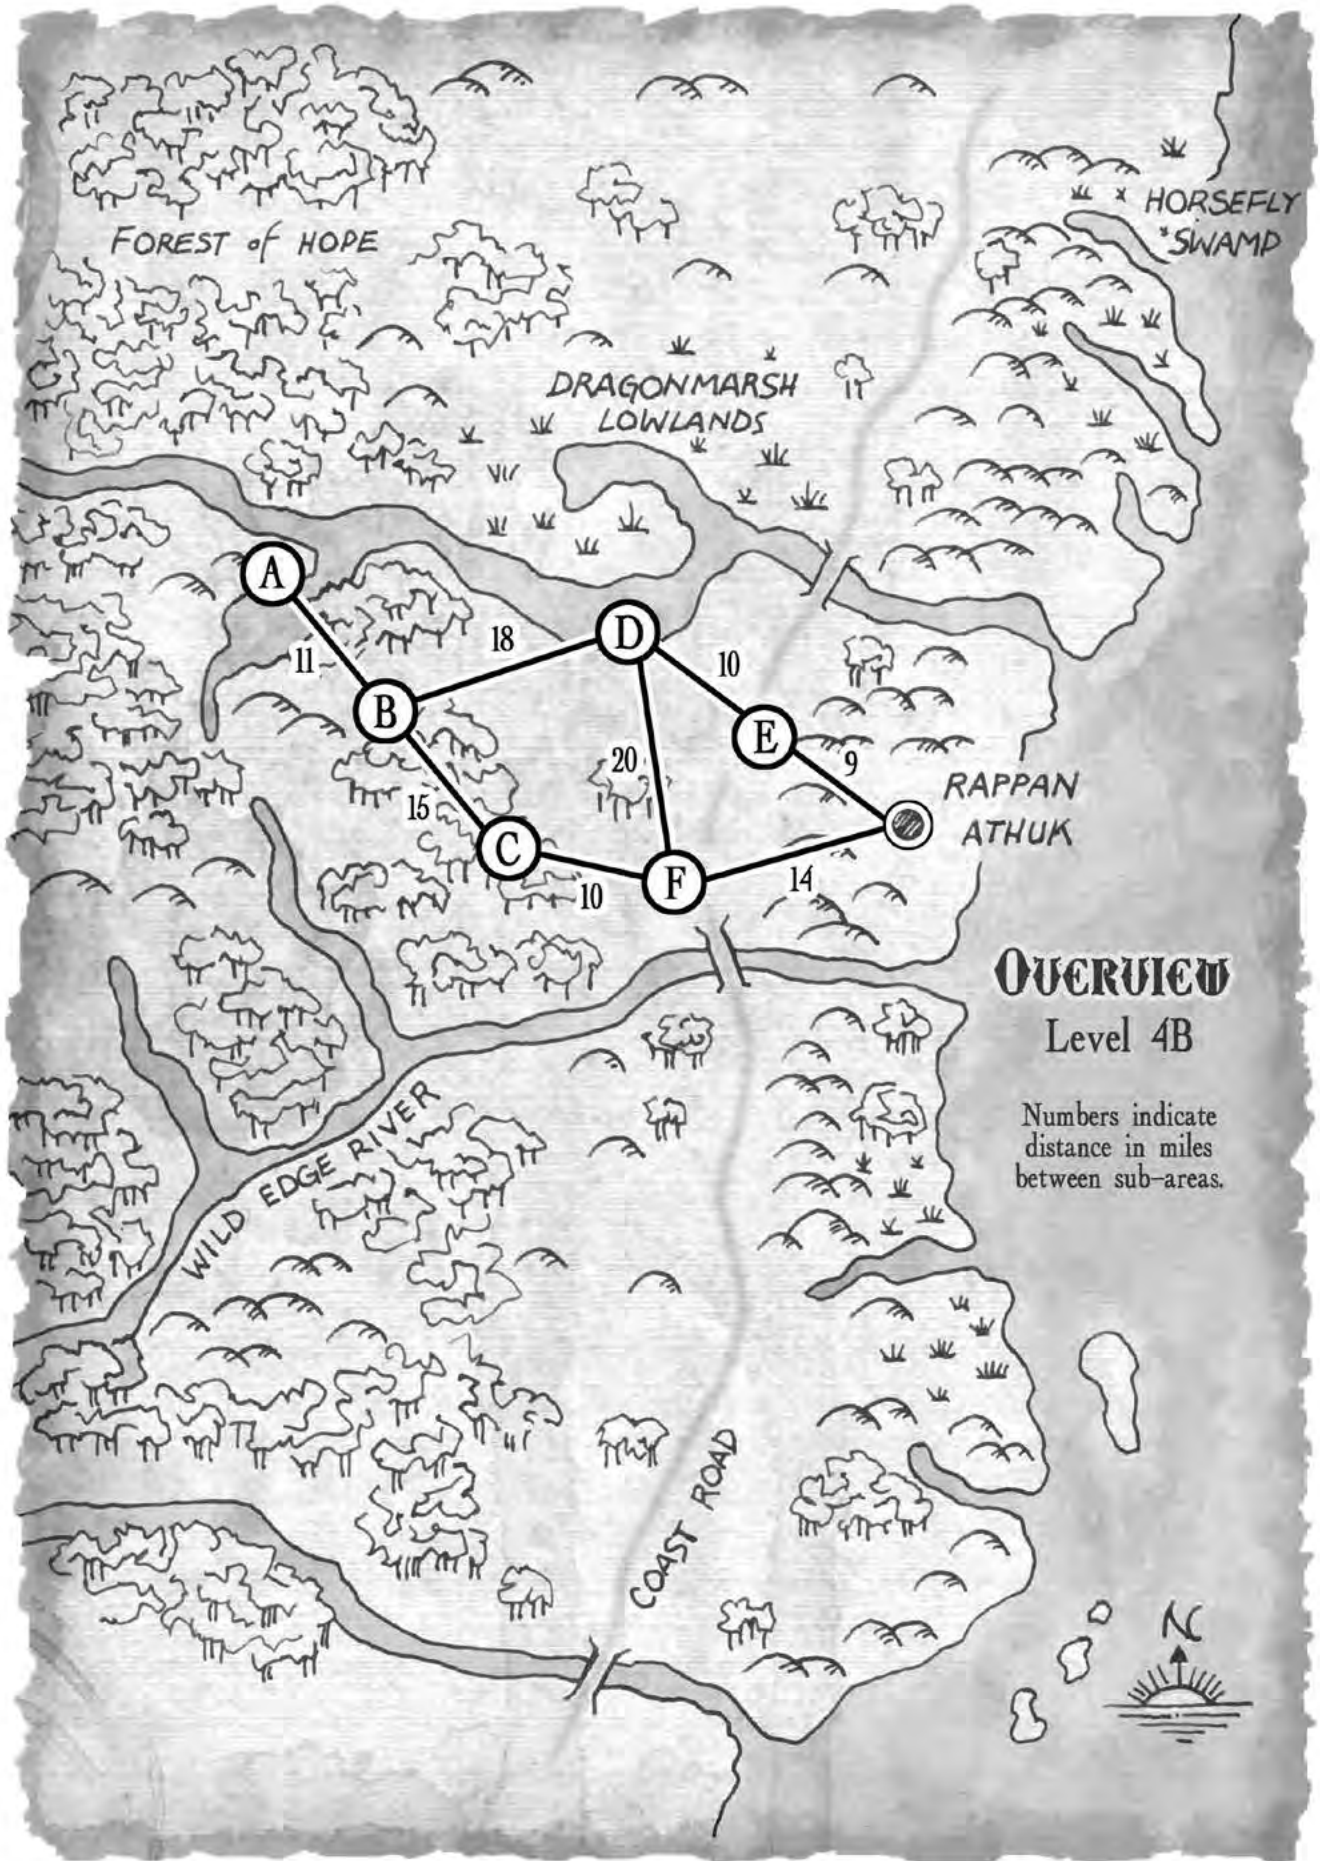 HORSEFLY
SWAMP
FOREST of HOPE
DRAGONMARSH
LOWLANDS
A
11
B
18
D
10
E
9
20
15
C
10
F
14
RAPPAN
ATHUK
OVERVIEW
Level 4B
Numbers indicate
distance in miles
between sub-areas.
WILD EDGE RIVER
COAST ROAD
N